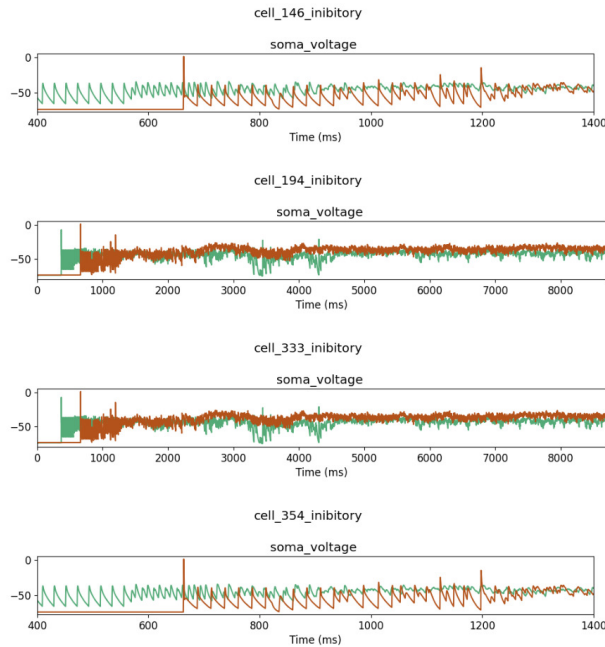 cell_146_inibitory
soma_voltage
0
−50
400 600 800 1000 1200 1400
Time (ms)
cell_194_inibitory
soma_voltage
0
−50
0 1000 2000 3000 4000 5000 6000 7000 8000
Time (ms)
cell_333_inibitory
soma_voltage
0
−50
0 1000 2000 3000 4000 5000 6000 7000 8000
Time (ms)
cell_354_inibitory
soma_voltage
0
−50
400 600 800 1000 1200 1400
Time (ms)